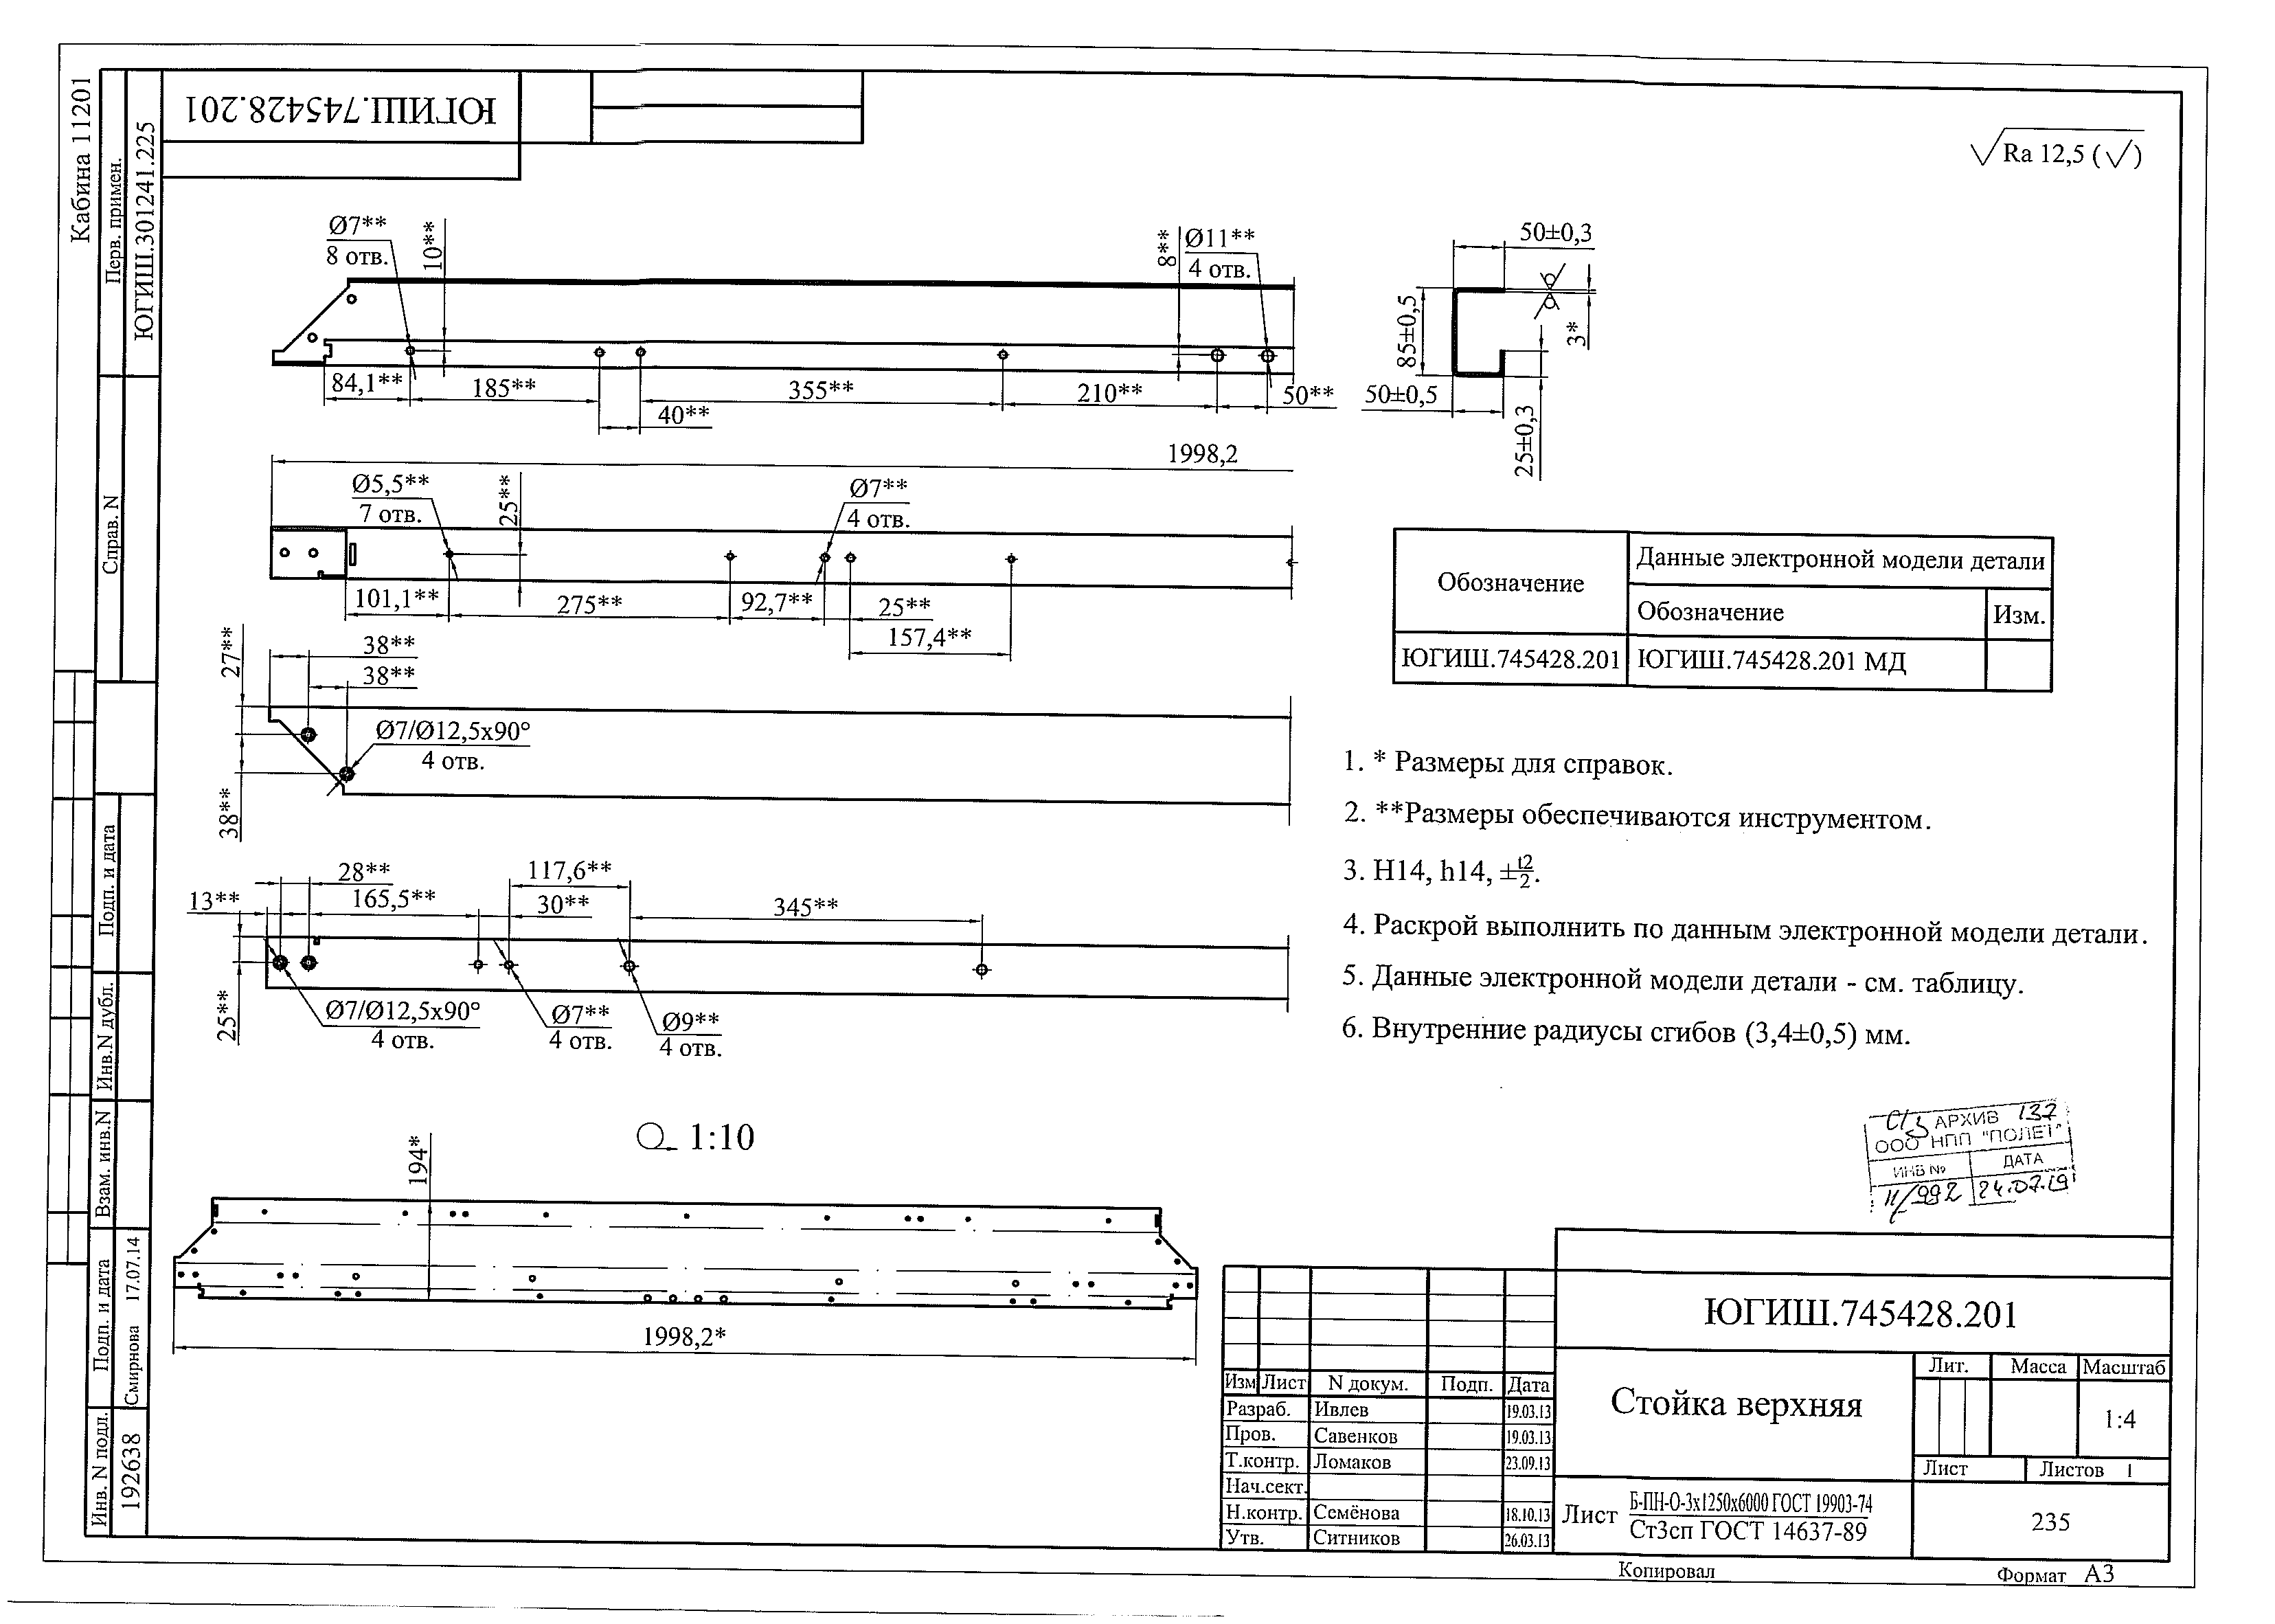 Кабина 11201
Перв. примен.
ЮГИШ.301241.225
ЮГИШ.745428.201
Справ. N
Подп. и дата
Инв.N дубл.
Взам. инв.N
Подп. и дата
Смирнова 17.07.14
Инв. N подл.
192638
Ra 12,5 (√)
Ø7**
8 отв.
10**
8**
Ø11**
4 отв.
84,1**
185**
40**
355**
210**
50**
50±0,3
85±0,5
3*
50±0,5
25±0,3
1998,2
Ø5,5**
7 отв.
25**
Ø7**
4 отв.
101,1**
275**
92,7**
25**
157,4**
27**
38**
38**
Ø7/Ø12,5x90°
4 отв.
38**
13**
28**
165,5**
117,6**
30**
345**
25**
Ø7/Ø12,5x90°
4 отв.
Ø7**
4 отв.
Ø9**
4 отв.
1:10
194*
1998,2*
Обозначение
Данные электронной модели детали
Обозначение Изм.
ЮГИШ.745428.201 ЮГИШ.745428.201 МД
1. * Размеры для справок.
2. **Размеры обеспечиваются инструментом.
3. H14, h14, ±t2/2.
4. Раскрой выполнить по данным электронной модели детали.
5. Данные электронной модели детали - см. таблицу.
6. Внутренние радиусы сгибов (3,4±0,5) мм.
АРХИВ 137
ООО НПП "ПОЛЕТ"
ИНВ № ДАТА
11/992 24.07.19
ЮГИШ.745428.201
Изм Лист N докум. Подп. Дата
Разраб. Ивлев 19.03.13
Пров. Савенков 19.03.13
Т.контр. Ломаков 23.09.13
Нач.сект.
Н.контр. Семёнова 18.10.13
Утв. Ситников 26.03.13
Стойка верхняя
Лит. Масса Масштаб
1:4
Лист Листов 1
Лист Б-ПН-О-3х1250х6000 ГОСТ 19903-74
Ст3сп ГОСТ 14637-89
235
Копировал
Формат А3